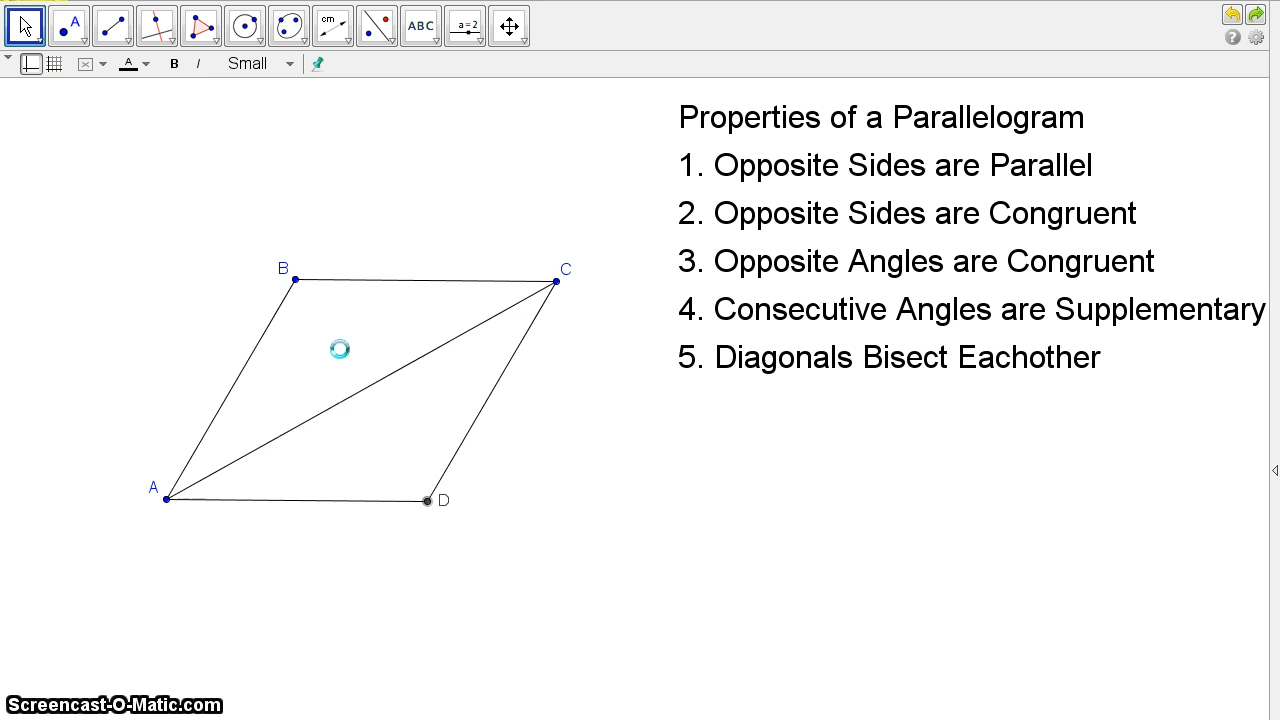 A
cm
ABC
a=2
A
B
I
Small
Properties of a Parallelogram
1. Opposite Sides are Parallel
2. Opposite Sides are Congruent
3. Opposite Angles are Congruent
4. Consecutive Angles are Supplementary
5. Diagonals Bisect Eachother
B
C
A
D
Screencast-O-Matic.com